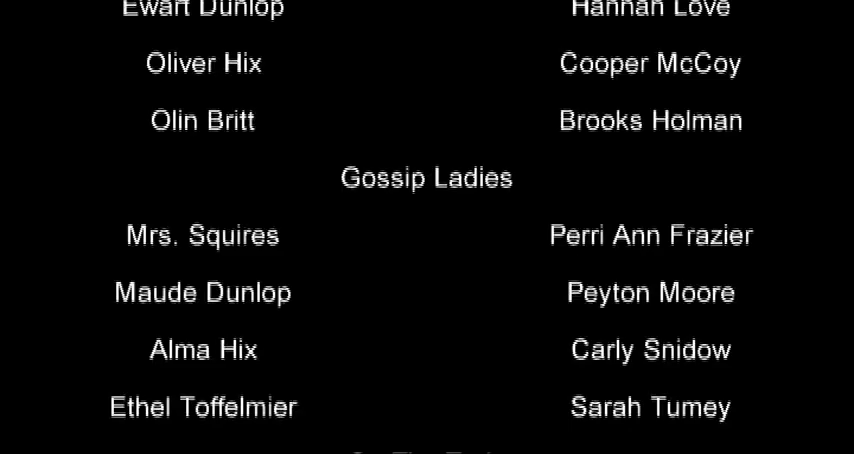 Ewart Dunlop Hannah Love
Oliver Hix Cooper McCoy
Olin Britt Brooks Holman
Gossip Ladies
Mrs. Squires Perri Ann Frazier
Maude Dunlop Peyton Moore
Alma Hix Carly Snidow
Ethel Toffelmier Sarah Tumey